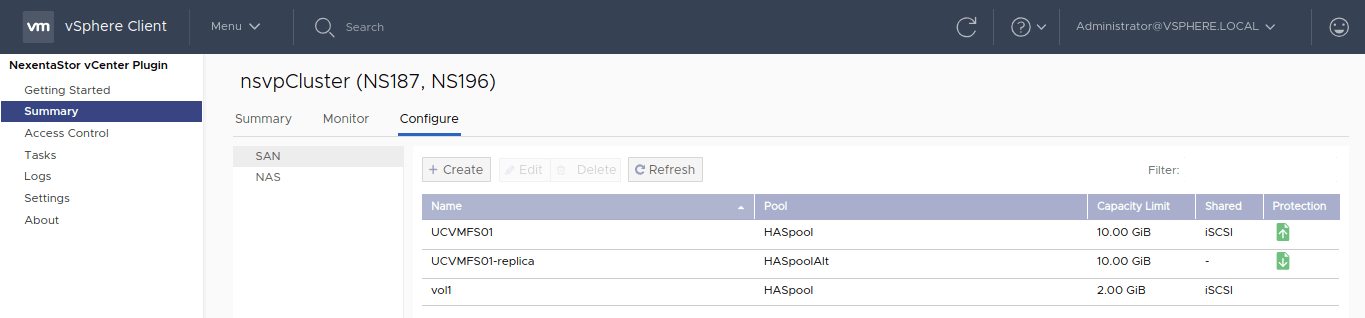 vm vSphere Client Menu Search Administrator@VSPHERE.LOCAL
NexentaStor vCenter Plugin
Getting Started
Summary
Access Control
Tasks
Logs
Settings
About
nsvpCluster (NS187, NS196)
Summary Monitor Configure
SAN
NAS
+ Create Edit Delete Refresh Filter:
Name Pool Capacity Limit Shared Protection
UCVMFS01 HASpool 10.00 GiB iSCSI
UCVMFS01-replica HASpoolAlt 10.00 GiB -
vol1 HASpool 2.00 GiB iSCSI